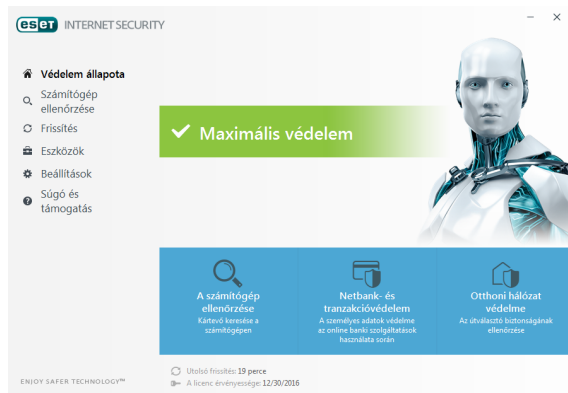 eset INTERNET SECURITY
Védelem állapota
Számítógép
ellenőrzése
Frissítés
Eszközök
Beállítások
Súgó és
támogatás
ENJOY SAFER TECHNOLOGY™
Maximális védelem
A számítógép
ellenőrzése
Kártevő keresése a
számítógépen
Netbank- és
tranzakcióvédelem
A személyes adatok védelme
az online banki szolgáltatások
használata során
Otthoni hálózat
védelme
Az útválasztó biztonságának
ellenőrzése
Utolsó frissítés: 19 perce
A licenc érvényessége: 12/30/2016